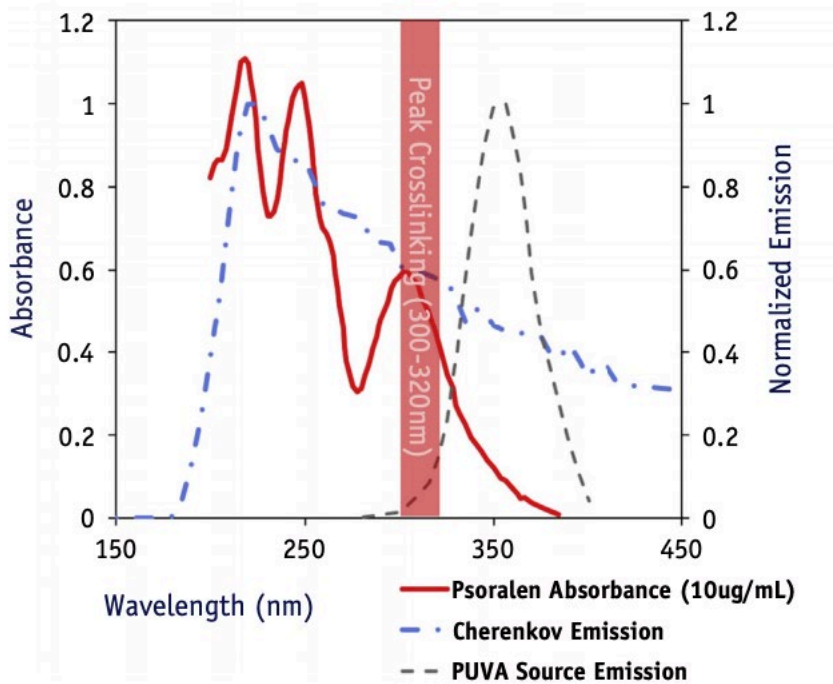 1.2
1
0.8
0.6
0.4
0.2
0
Absorbance
Peak Crosslinking (300-320nm)
1.2
1
0.8
0.6
0.4
0.2
0
Normalized Emission
150
250
350
450
Wavelength (nm)
Psoralen Absorbance (10ug/mL)
Cherenkov Emission
PUVA Source Emission